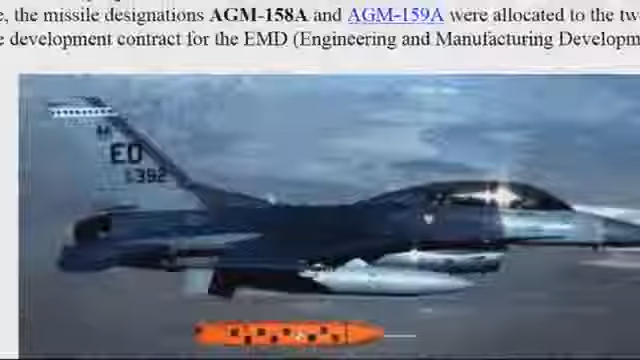 e, the missile designations AGM-158A and AGM-159A were allocated to the tw
e development contract for the EMD (Engineering and Manufacturing Developm
ED
392